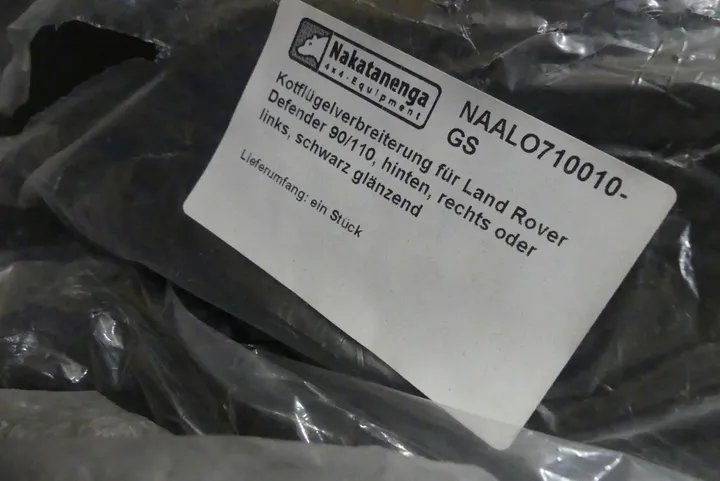 Nakatanenga
4x4-Equipment
NAALO710010-
GS
Kotflügelverbreiterung für Land Rover
Defender 90/110, hinten, rechts oder
links, schwarz glänzend
Lieferumfang: ein Stück